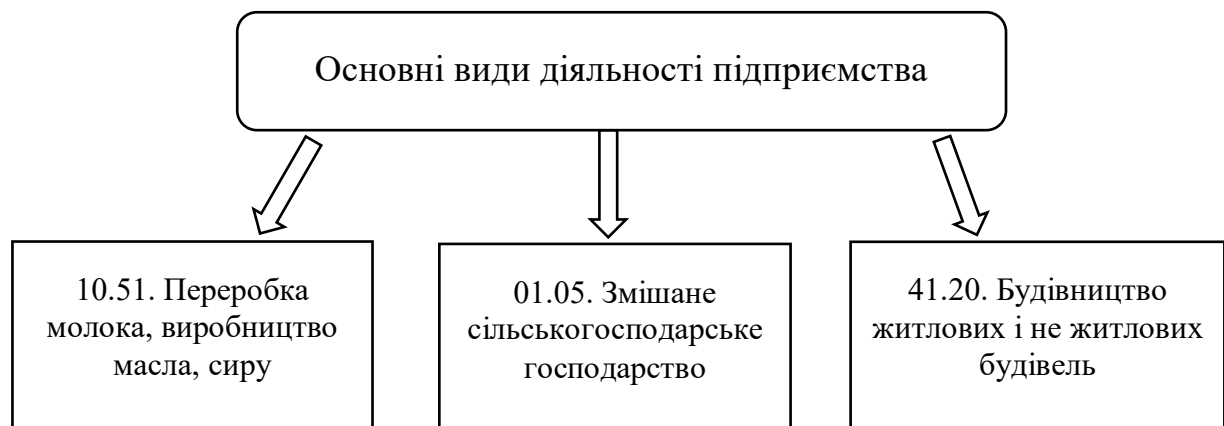 Основні види діяльності підприємства
10.51. Переробка
молока, виробництво
масла, сиру
01.05. Змішане
сільськогосподарське
господарство
41.20. Будівництво
житлових і не житлових
будівель